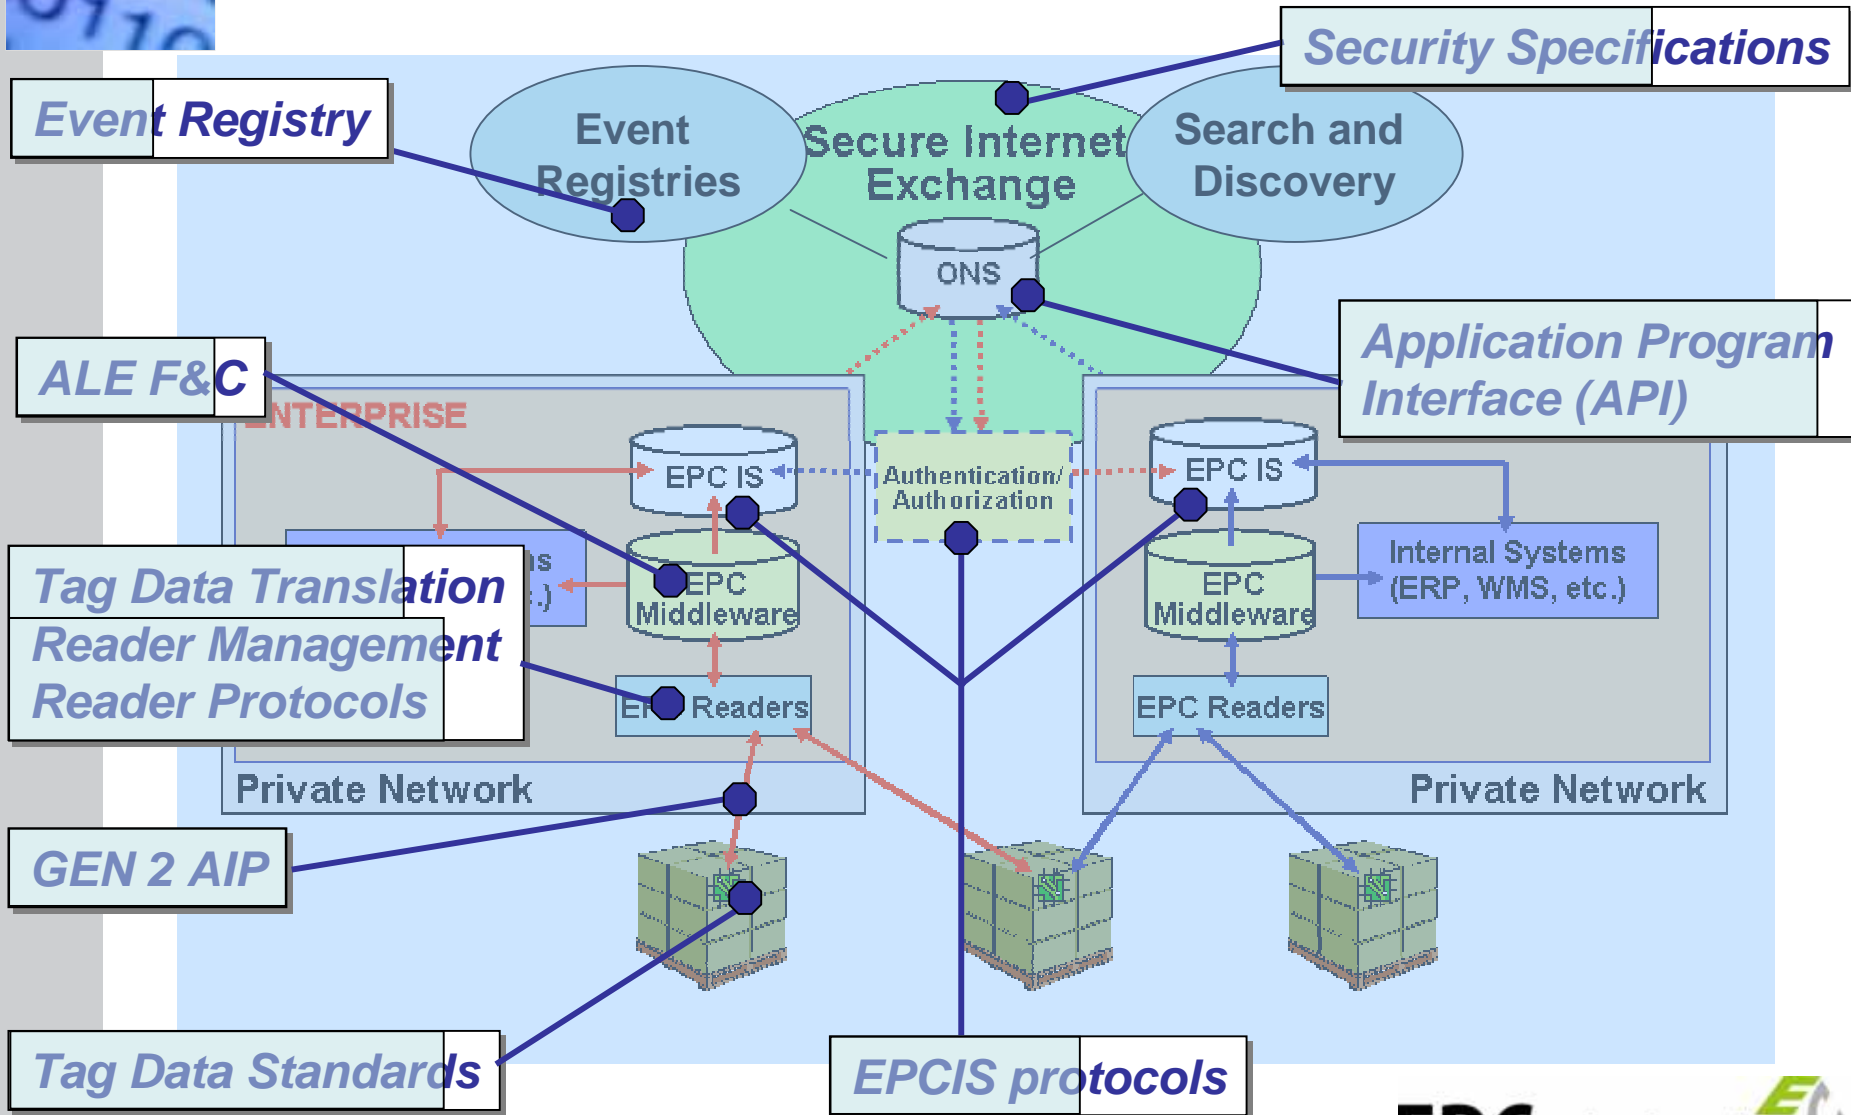 0110
Security Specifications
Event Registry
Event
Registries
Secure Internet
Exchange
Search and
Discovery
ONS
Application Program
Interface (API)
ALE F&C
ENTERPRISE
EPC IS
Authentication/
Authorization
EPC IS
Internal Systems
(ERP, WMS, etc.)
EPC
Middleware
EPC
Middleware
Tag Data Translation
Reader Management
Reader Protocols
Readers
EPC Readers
Private Network
Private Network
GEN 2 AIP
Tag Data Standards
EPCIS protocols